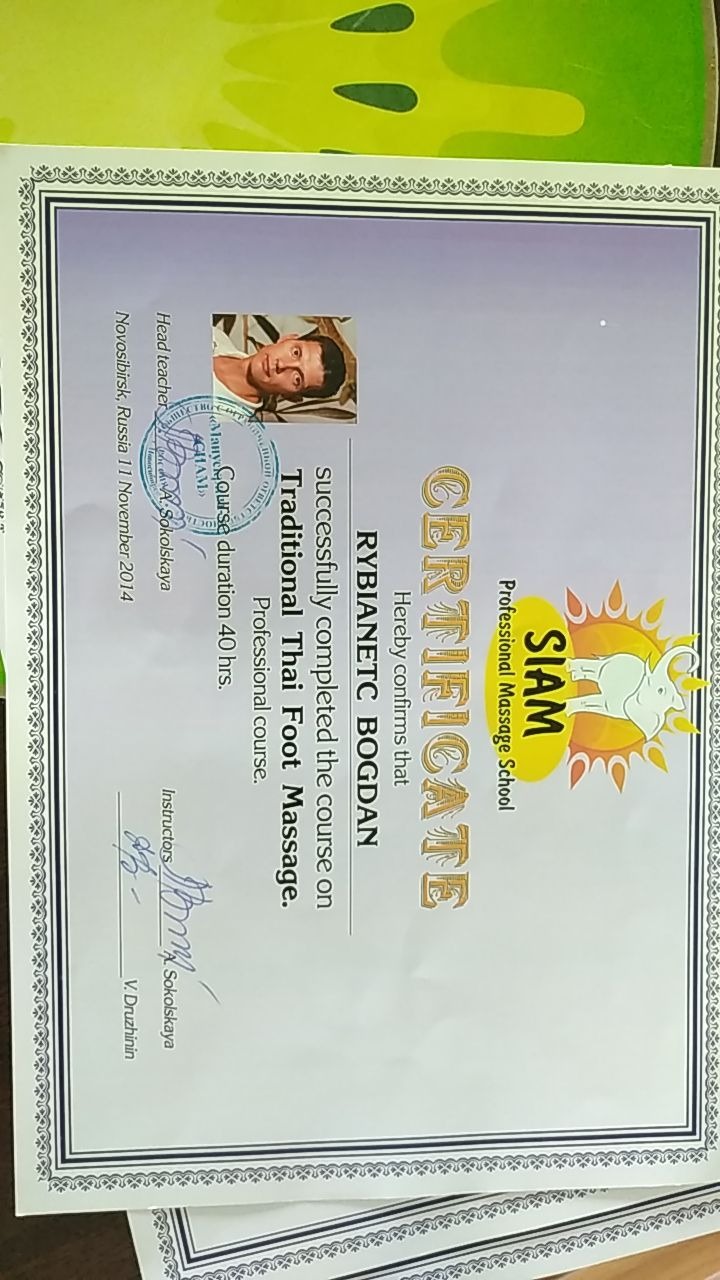 SIAM
Professional Massage School
CERTIFICATE
Hereby confirms that
RYBIANETC BOGDAN
successfully completed the course on
Traditional Thai Foot Massage.
Professional course.
Course duration 40 hrs.
Head teacher A. Sokolskaya
Novosibirsk, Russia 11 November 2014
Instructors A. Sokolskaya
V. Druzhinin
«СИАМ»